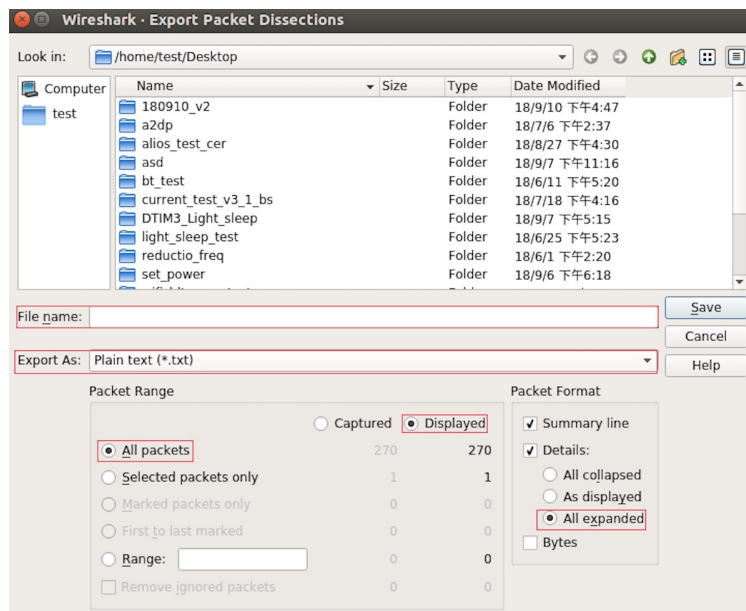 Wireshark · Export Packet Dissections
Look in: /home/test/Desktop
Computer
test
Name Size Type Date Modified
180910_v2 Folder 18/9/10 下午4:47
a2dp Folder 18/7/6 下午2:37
alios_test_cer Folder 18/8/27 下午4:30
asd Folder 18/9/7 下午11:16
bt_test Folder 18/6/11 下午5:20
current_test_v3_1_bs Folder 18/7/18 下午4:16
DTIM3_Light_sleep Folder 18/9/7 下午5:15
light_sleep_test Folder 18/6/25 下午5:23
reductio_freq Folder 18/6/1 下午2:20
set_power Folder 18/9/6 下午6:18
File name:
Save
Cancel
Export As: Plain text (*.txt)
Help
Packet Range
Captured Displayed
All packets 270 270
Selected packets only 1 1
Marked packets only 0 0
First to last marked 0 0
Range: 0 0
Remove ignored packets 0 0
Packet Format
Summary line
Details:
All collapsed
As displayed
All expanded
Bytes